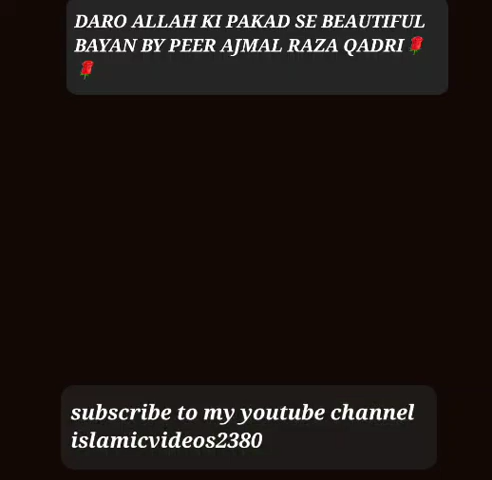 DARO ALLAH KI PAKAD SE BEAUTIFUL
BAYAN BY PEER AJMAL RAZA QADRI🌹
🌹
subscribe to my youtube channel
islamicvideos2380